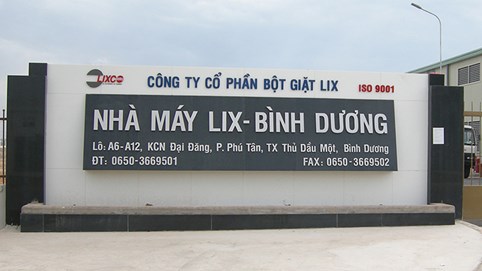 LIXCO CÔNG TY CỔ PHẦN BỘT GIẶT LIX ISO 9001
NHÀ MÁY LIX-BÌNH DƯƠNG
Lô: A6-A12, KCN Đại Đăng, P. Phú Tân, TX Thủ Dầu Một, Bình Dương
ĐT: 0650-3669501 FAX: 0650-3669502